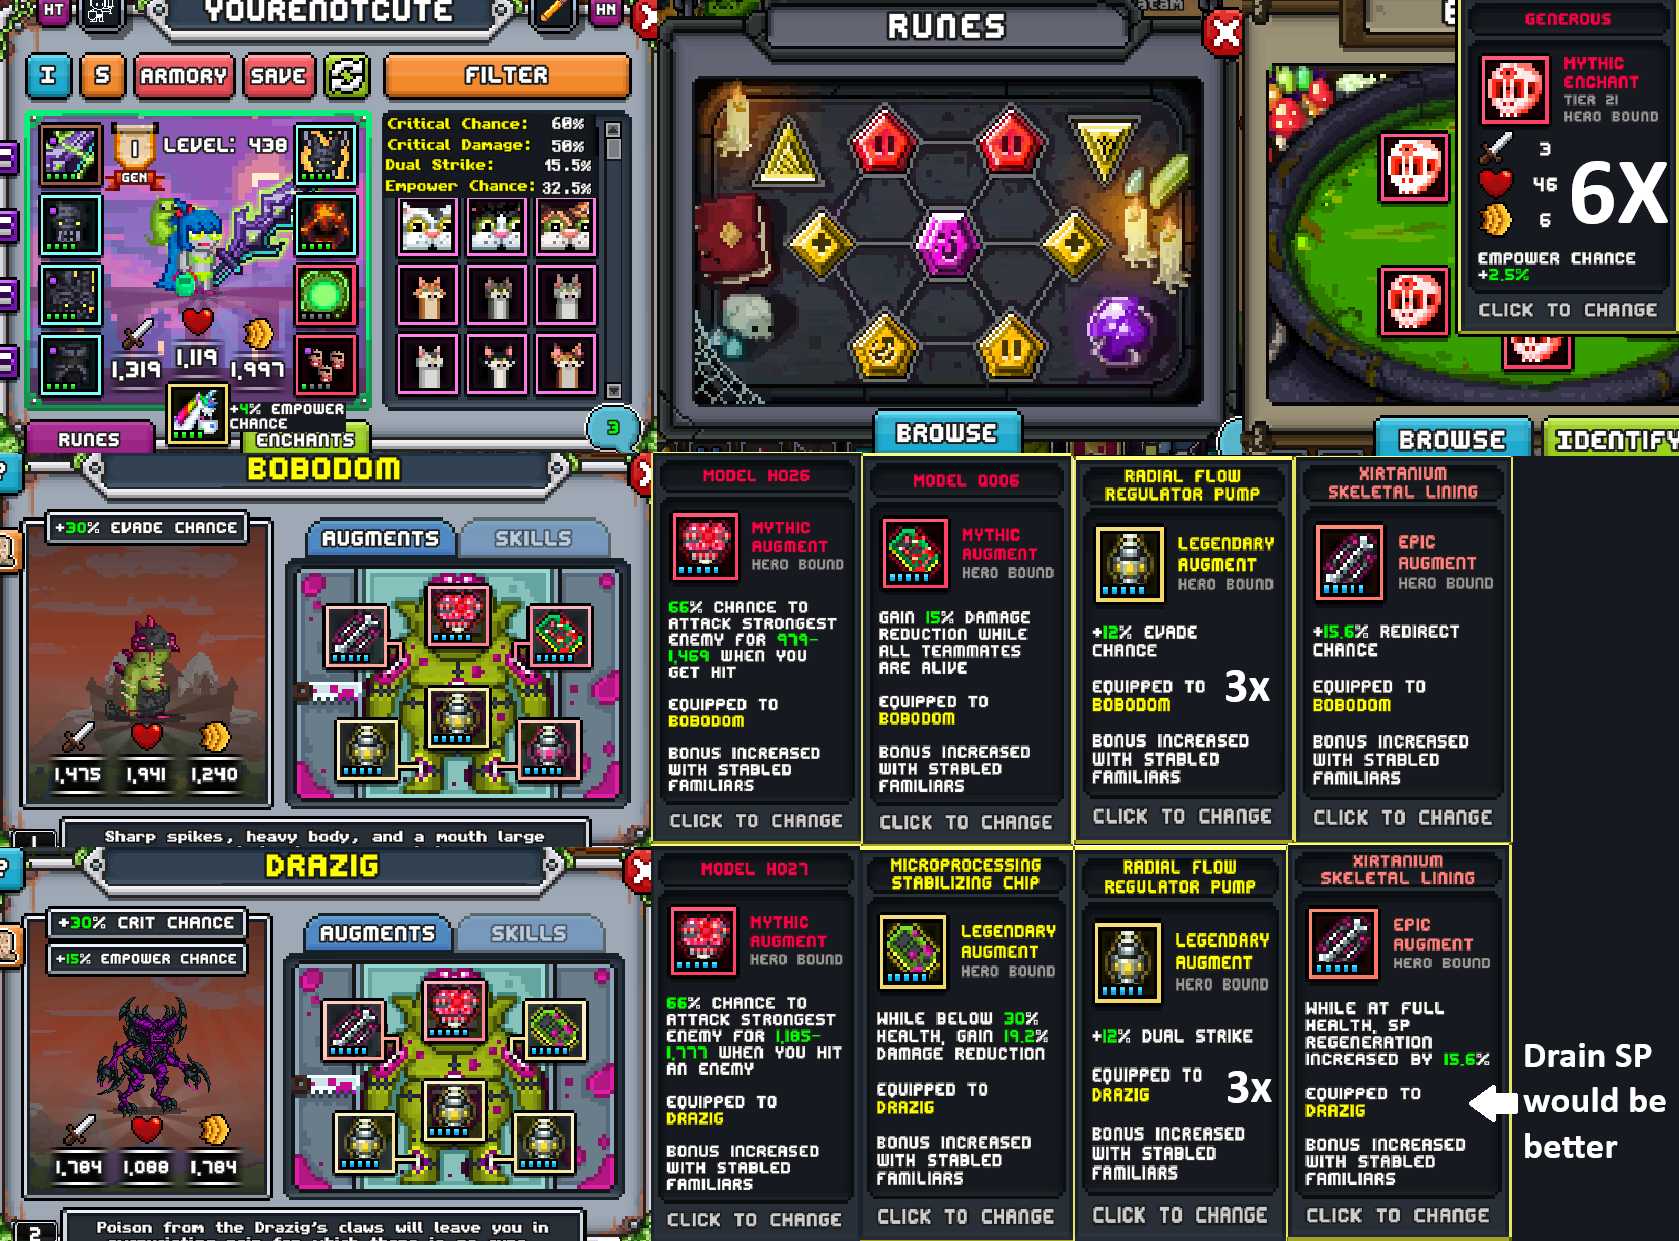 HT
YOURENOTCUTE
HN
I
S
ARMORY
SAVE
FILTER
1
GEN
LEVEL: 438
1,319
1,119
1,997
+4% EMPOWER
CHANCE
RUNES
ENCHANTS
Critical Chance: 60%
Critical Damage: 50%
Dual Strike: 15.5%
Empower Chance: 32.5%
3
RUNES
BROWSE
GENEROUS
MYTHIC
ENCHANT
TIER 21
HERO BOUND
3
46
6
6X
EMPOWER CHANCE
+2.5%
CLICK TO CHANGE
BROWSE
IDENTIFY
BOBODOM
+30% EVADE CHANCE
AUGMENTS
SKILLS
1,475
1,941
1,240
1
Sharp spikes, heavy body, and a mouth large
MODEL H026
MYTHIC
AUGMENT
HERO BOUND
66% CHANCE TO
ATTACK STRONGEST
ENEMY FOR 979-
1,469 WHEN YOU
GET HIT
EQUIPPED TO
BOBODOM
BONUS INCREASED
WITH STABLED
FAMILIARS
CLICK TO CHANGE
MODEL Q006
MYTHIC
AUGMENT
HERO BOUND
GAIN 15% DAMAGE
REDUCTION WHILE
ALL TEAMMATES
ARE ALIVE
EQUIPPED TO
BOBODOM
BONUS INCREASED
WITH STABLED
FAMILIARS
CLICK TO CHANGE
RADIAL FLOW
REGULATOR PUMP
LEGENDARY
AUGMENT
HERO BOUND
+12% EVADE
CHANCE
EQUIPPED TO
BOBODOM
3x
BONUS INCREASED
WITH STABLED
FAMILIARS
CLICK TO CHANGE
XIRTANIUM
SKELETAL LINING
EPIC
AUGMENT
HERO BOUND
+15.6% REDIRECT
CHANCE
EQUIPPED TO
BOBODOM
BONUS INCREASED
WITH STABLED
FAMILIARS
CLICK TO CHANGE
DRAZIG
+30% CRIT CHANCE
+15% EMPOWER CHANCE
AUGMENTS
SKILLS
1,784
1,088
1,784
2
Poison from the Drazig's claws will leave you in
MODEL H027
MYTHIC
AUGMENT
HERO BOUND
66% CHANCE TO
ATTACK STRONGEST
ENEMY FOR 1,185-
1,777 WHEN YOU HIT
AN ENEMY
EQUIPPED TO
DRAZIG
BONUS INCREASED
WITH STABLED
FAMILIARS
CLICK TO CHANGE
MICROPROCESSING
STABILIZING CHIP
LEGENDARY
AUGMENT
HERO BOUND
WHILE BELOW 30%
HEALTH, GAIN 19.2%
DAMAGE REDUCTION
EQUIPPED TO
DRAZIG
BONUS INCREASED
WITH STABLED
FAMILIARS
CLICK TO CHANGE
RADIAL FLOW
REGULATOR PUMP
LEGENDARY
AUGMENT
HERO BOUND
+12% DUAL STRIKE
EQUIPPED TO
DRAZIG
3x
BONUS INCREASED
WITH STABLED
FAMILIARS
CLICK TO CHANGE
XIRTANIUM
SKELETAL LINING
EPIC
AUGMENT
HERO BOUND
WHILE AT FULL
HEALTH, SP
REGENERATION
INCREASED BY 15.6%
EQUIPPED TO
DRAZIG
BONUS INCREASED
WITH STABLED
FAMILIARS
CLICK TO CHANGE
Drain SP
would be
better